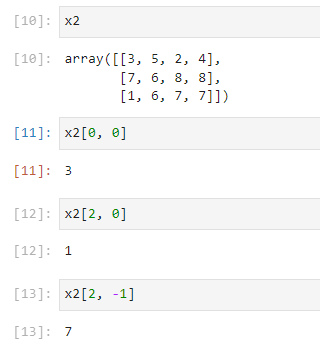 [10]: x2
[10]: array([[3, 5, 2, 4],
       [7, 6, 8, 8],
       [1, 6, 7, 7]])
[11]: x2[0, 0]
[11]: 3
[12]: x2[2, 0]
[12]: 1
[13]: x2[2, -1]
[13]: 7